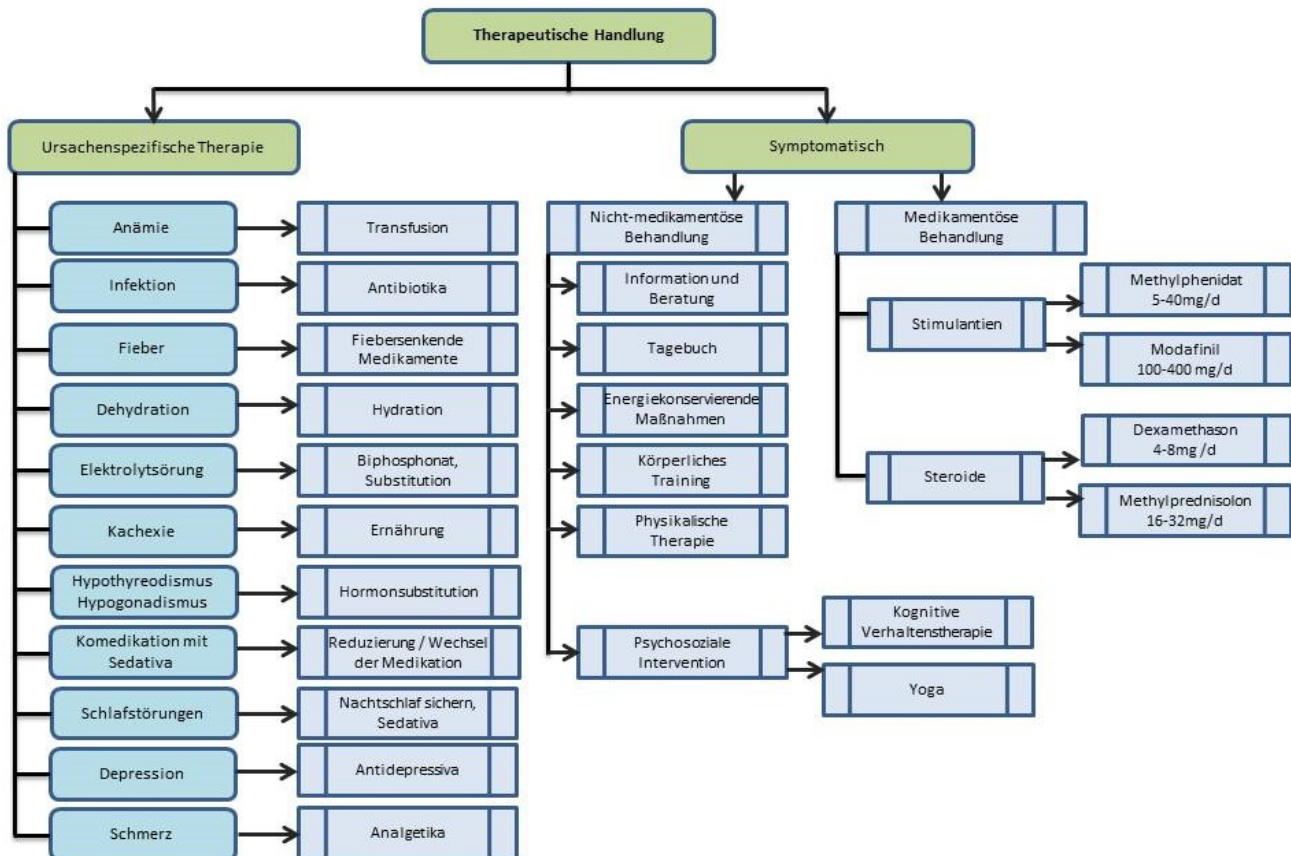 Therapeutische Handlung
Ursachenspezifische Therapie
Symptomatisch
Anämie
Transfusion
Infektion
Antibiotika
Fieber
Fiebersenkende
Medikamente
Dehydration
Hydration
Elektrolytsörung
Biphosphonat,
Substitution
Kachexie
Ernährung
Hypothyreodismus
Hypogonadismus
Hormonsubstitution
Komedikation mit
Sedativa
Reduzierung / Wechsel
der Medikation
Schlafstörungen
Nachtschlaf sichern,
Sedativa
Depression
Antidepressiva
Schmerz
Analgetika
Nicht-medikamentöse
Behandlung
Information und
Beratung
Tagebuch
Energiekonservierende
Maßnahmen
Körperliches
Training
Physikalische
Therapie
Psychosoziale
Intervention
Kognitive
Verhaltenstherapie
Yoga
Medikamentöse
Behandlung
Stimulantien
Methylphenidat
5-40mg/d
Modafinil
100-400 mg/d
Steroide
Dexamethason
4-8mg /d
Methylprednisolon
16-32mg/d